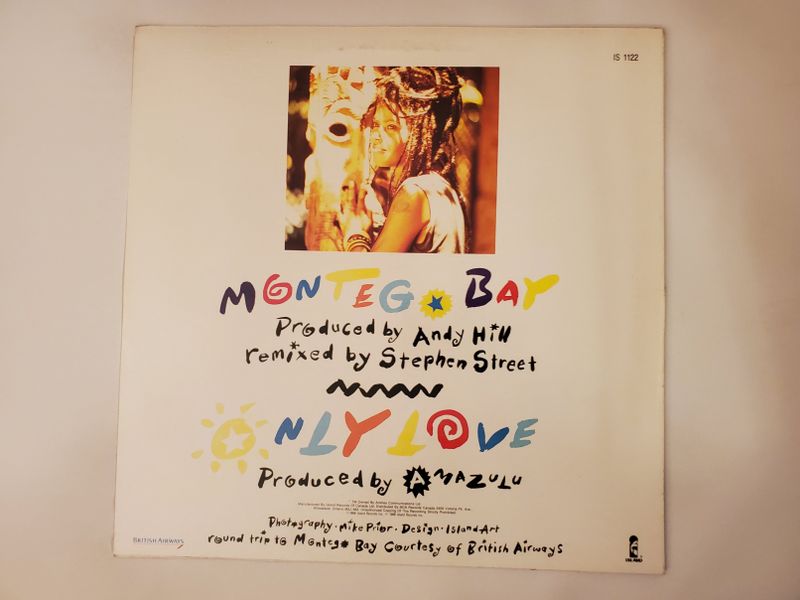 IS 1122
MONTEGO BAY
Produced by Andy Hill
remixed by Stephen Street
ONLY LOVE
Produced by AMAZULU
Photography · Mike Prior · Design · Island Art
round trip to Montego Bay Courtesy of British Airways
BRITISH AIRWAYS
ISLAND